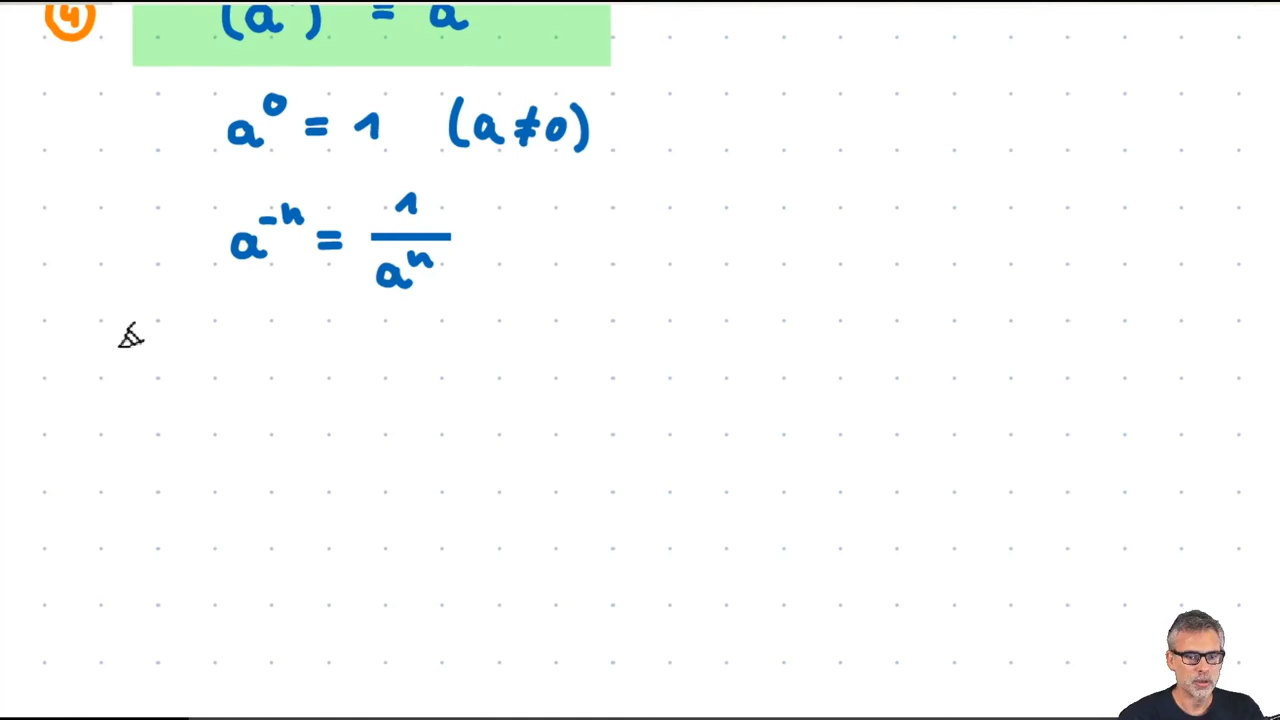 ④ (a ) = a
a⁰ = 1 (a ≠ 0)
a⁻ⁿ = 1/aⁿ